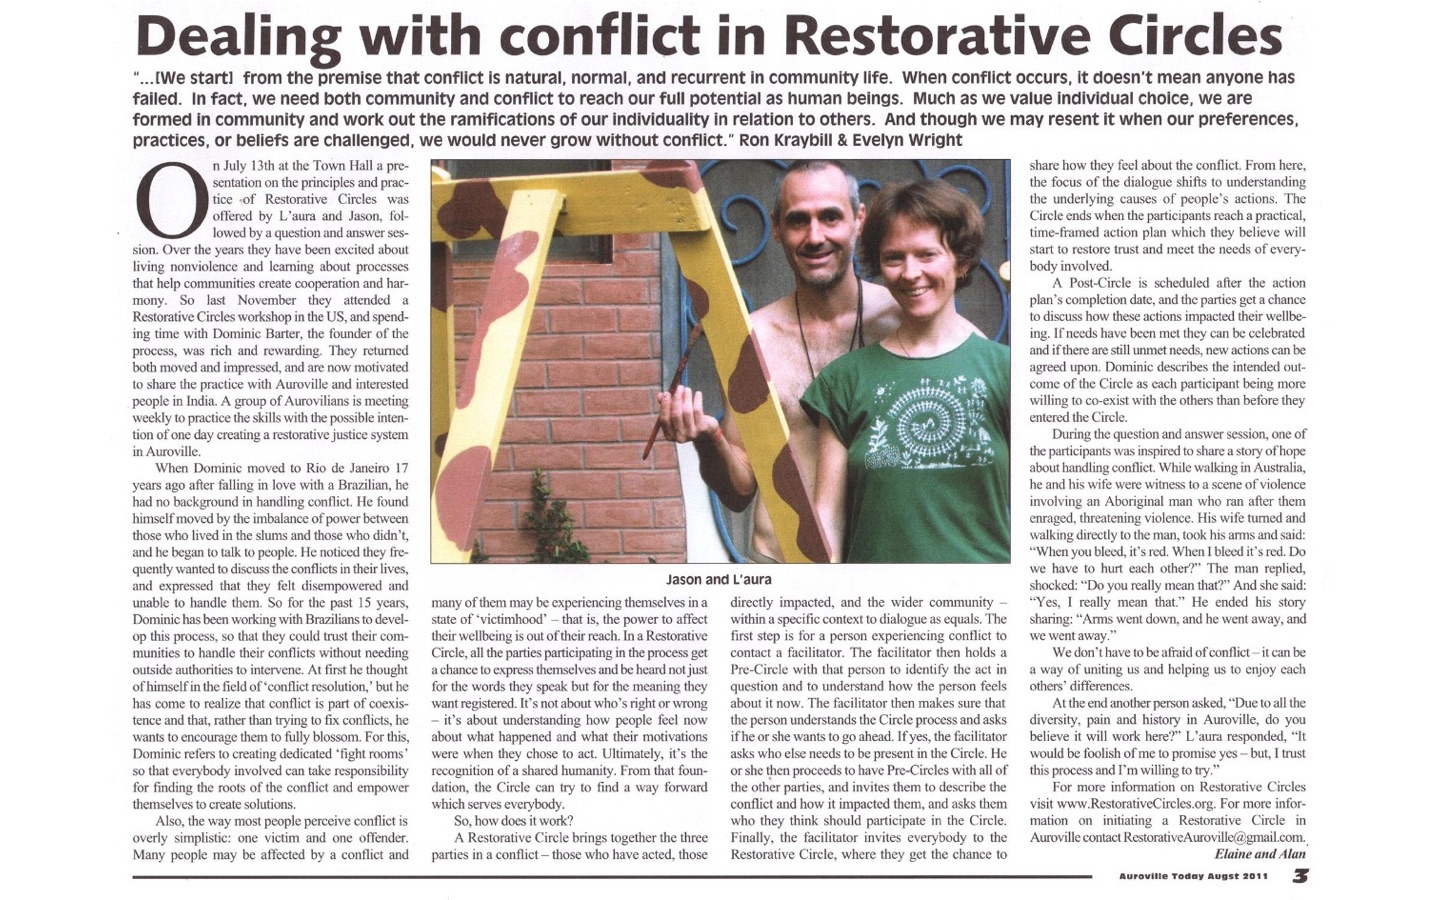 Dealing with conflict in Restorative Circles
"...[We start] from the premise that conflict is natural, normal, and recurrent in community life. When conflict occurs, it doesn't mean anyone has
failed. In fact, we need both community and conflict to reach our full potential as human beings. Much as we value individual choice, we are
formed in community and work out the ramifications of our individuality in relation to others. And though we may resent it when our preferences,
practices, or beliefs are challenged, we would never grow without conflict." Ron Kraybill & Evelyn Wright
On July 13th at the Town Hall a pre-
sentation on the principles and prac-
tice of Restorative Circles was
offered by L'aura and Jason, fol-
lowed by a question and answer ses-
sion. Over the years they have been excited about
living nonviolence and learning about processes
that help communities create cooperation and har-
mony. So last November they attended a
Restorative Circles workshop in the US, and spend-
ing time with Dominic Barter, the founder of the
process, was rich and rewarding. They returned
both moved and impressed, and are now motivated
to share the practice with Auroville and interested
people in India. A group of Aurovilians is meeting
weekly to practice the skills with the possible inten-
tion of one day creating a restorative justice system
in Auroville.
When Dominic moved to Rio de Janeiro 17
years ago after falling in love with a Brazilian, he
had no background in handling conflict. He found
himself moved by the imbalance of power between
those who lived in the slums and those who didn't,
and he began to talk to people. He noticed they fre-
quently wanted to discuss the conflicts in their lives,
and expressed that they felt disempowered and
unable to handle them. So for the past 15 years,
Dominic has been working with Brazilians to devel-
op this process, so that they could trust their com-
munities to handle their conflicts without needing
outside authorities to intervene. At first he thought
of himself in the field of 'conflict resolution,' but he
has come to realize that conflict is part of coexis-
tence and that, rather than trying to fix conflicts, he
wants to encourage them to fully blossom. For this,
Dominic refers to creating dedicated 'fight rooms'
so that everybody involved can take responsibility
for finding the roots of the conflict and empower
themselves to create solutions.
Also, the way most people perceive conflict is
overly simplistic: one victim and one offender.
Many people may be affected by a conflict and
Jason and L'aura
many of them may be experiencing themselves in a
state of 'victimhood' – that is, the power to affect
their wellbeing is out of their reach. In a Restorative
Circle, all the parties participating in the process get
a chance to express themselves and be heard not just
for the words they speak but for the meaning they
want registered. It's not about who's right or wrong
– it's about understanding how people feel now
about what happened and what their motivations
were when they chose to act. Ultimately, it's the
recognition of a shared humanity. From that foun-
dation, the Circle can try to find a way forward
which serves everybody.
So, how does it work?
A Restorative Circle brings together the three
parties in a conflict – those who have acted, those
directly impacted, and the wider community –
within a specific context to dialogue as equals. The
first step is for a person experiencing conflict to
contact a facilitator. The facilitator then holds a
Pre-Circle with that person to identify the act in
question and to understand how the person feels
about it now. The facilitator then makes sure that
the person understands the Circle process and asks
if he or she wants to go ahead. If yes, the facilitator
asks who else needs to be present in the Circle. He
or she then proceeds to have Pre-Circles with all of
the other parties, and invites them to describe the
conflict and how it impacted them, and asks them
who they think should participate in the Circle.
Finally, the facilitator invites everybody to the
Restorative Circle, where they get the chance to
share how they feel about the conflict. From here,
the focus of the dialogue shifts to understanding
the underlying causes of people's actions. The
Circle ends when the participants reach a practical,
time-framed action plan which they believe will
start to restore trust and meet the needs of every-
body involved.
A Post-Circle is scheduled after the action
plan's completion date, and the parties get a chance
to discuss how these actions impacted their wellbe-
ing. If needs have been met they can be celebrated
and if there are still unmet needs, new actions can be
agreed upon. Dominic describes the intended out-
come of the Circle as each participant being more
willing to co-exist with the others than before they
entered the Circle.
During the question and answer session, one of
the participants was inspired to share a story of hope
about handling conflict. While walking in Australia,
he and his wife were witness to a scene of violence
involving an Aboriginal man who ran after them
enraged, threatening violence. His wife turned and
walking directly to the man, took his arms and said:
"When you bleed, it's red. When I bleed it's red. Do
we have to hurt each other?" The man replied,
shocked: "Do you really mean that?" And she said:
"Yes, I really mean that." He ended his story
sharing: "Arms went down, and he went away, and
we went away."
We don't have to be afraid of conflict – it can be
a way of uniting us and helping us to enjoy each
others' differences.
At the end another person asked, "Due to all the
diversity, pain and history in Auroville, do you
believe it will work here?" L'aura responded, "It
would be foolish of me to promise yes – but, I trust
this process and I'm willing to try."
For more information on Restorative Circles
visit www.RestorativeCircles.org. For more infor-
mation on initiating a Restorative Circle in
Auroville contact RestorativeAuroville@gmail.com.
Elaine and Alan
Auroville Today Augst 2011 3